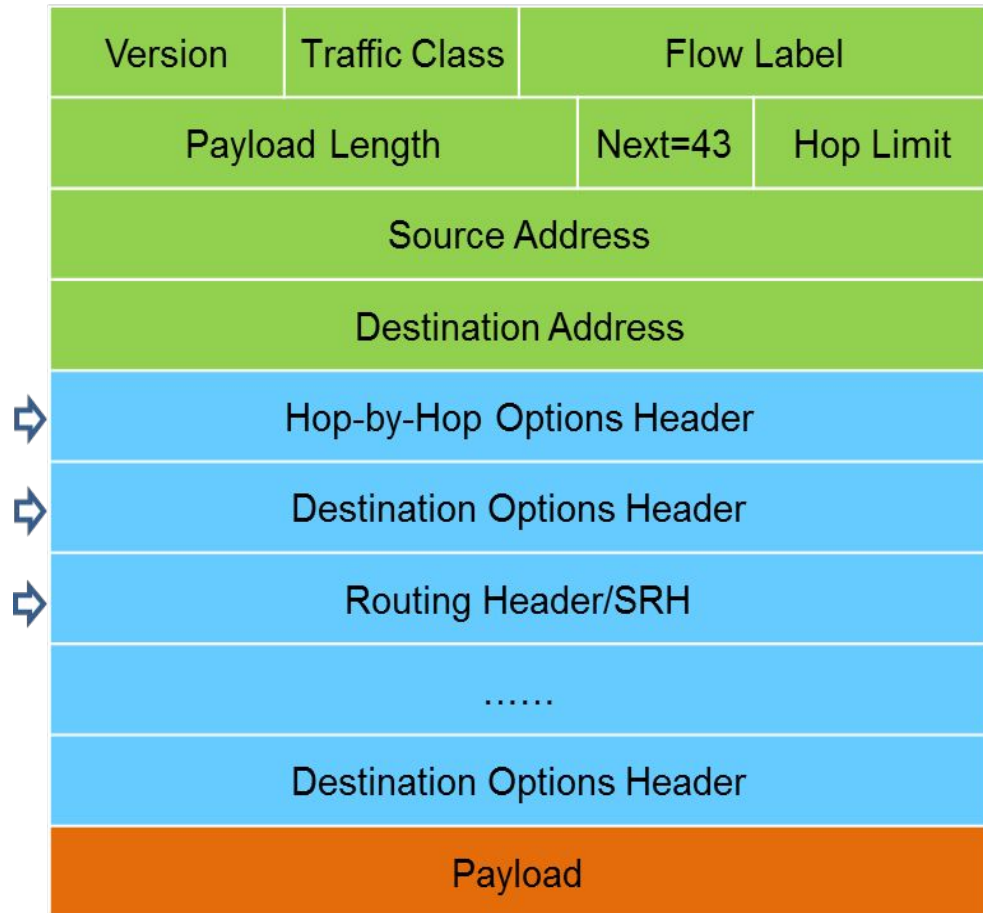 Version Traffic Class Flow Label
Payload Length Next=43 Hop Limit
Source Address
Destination Address
Hop-by-Hop Options Header
Destination Options Header
Routing Header/SRH
......
Destination Options Header
Payload